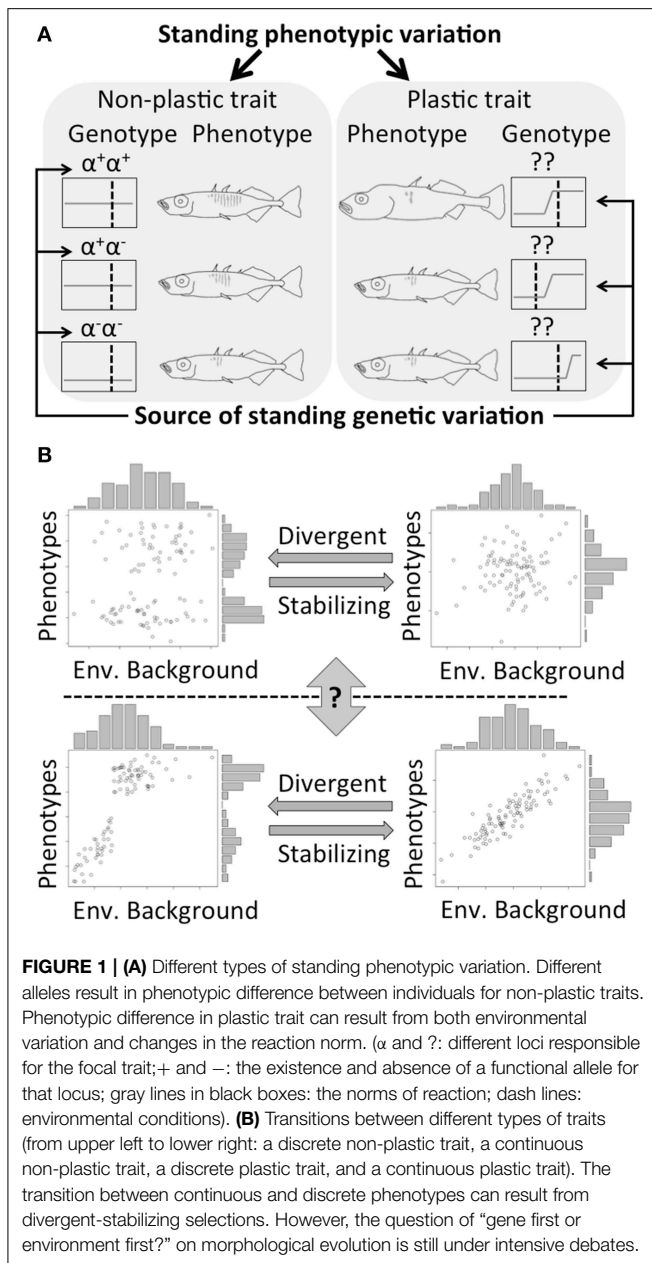 A
Standing phenotypic variation
Non-plastic trait
Plastic trait
Genotype Phenotype
Phenotype Genotype
α+α+
??
α+α-
??
α-α-
??
Source of standing genetic variation
B
Phenotypes
Env. Background
Divergent
Stabilizing
Phenotypes
Env. Background
?
Phenotypes
Env. Background
Divergent
Stabilizing
Phenotypes
Env. Background
FIGURE 1 | (A) Different types of standing phenotypic variation. Different
alleles result in phenotypic difference between individuals for non-plastic traits.
Phenotypic difference in plastic trait can result from both environmental
variation and changes in the reaction norm. (α and ?: different loci responsible
for the focal trait;+ and −: the existence and absence of a functional allele for
that locus; gray lines in black boxes: the norms of reaction; dash lines:
environmental conditions). (B) Transitions between different types of traits
(from upper left to lower right: a discrete non-plastic trait, a continuous
non-plastic trait, a discrete plastic trait, and a continuous plastic trait). The
transition between continuous and discrete phenotypes can result from
divergent-stabilizing selections. However, the question of “gene first or
environment first?” on morphological evolution is still under intensive debates.